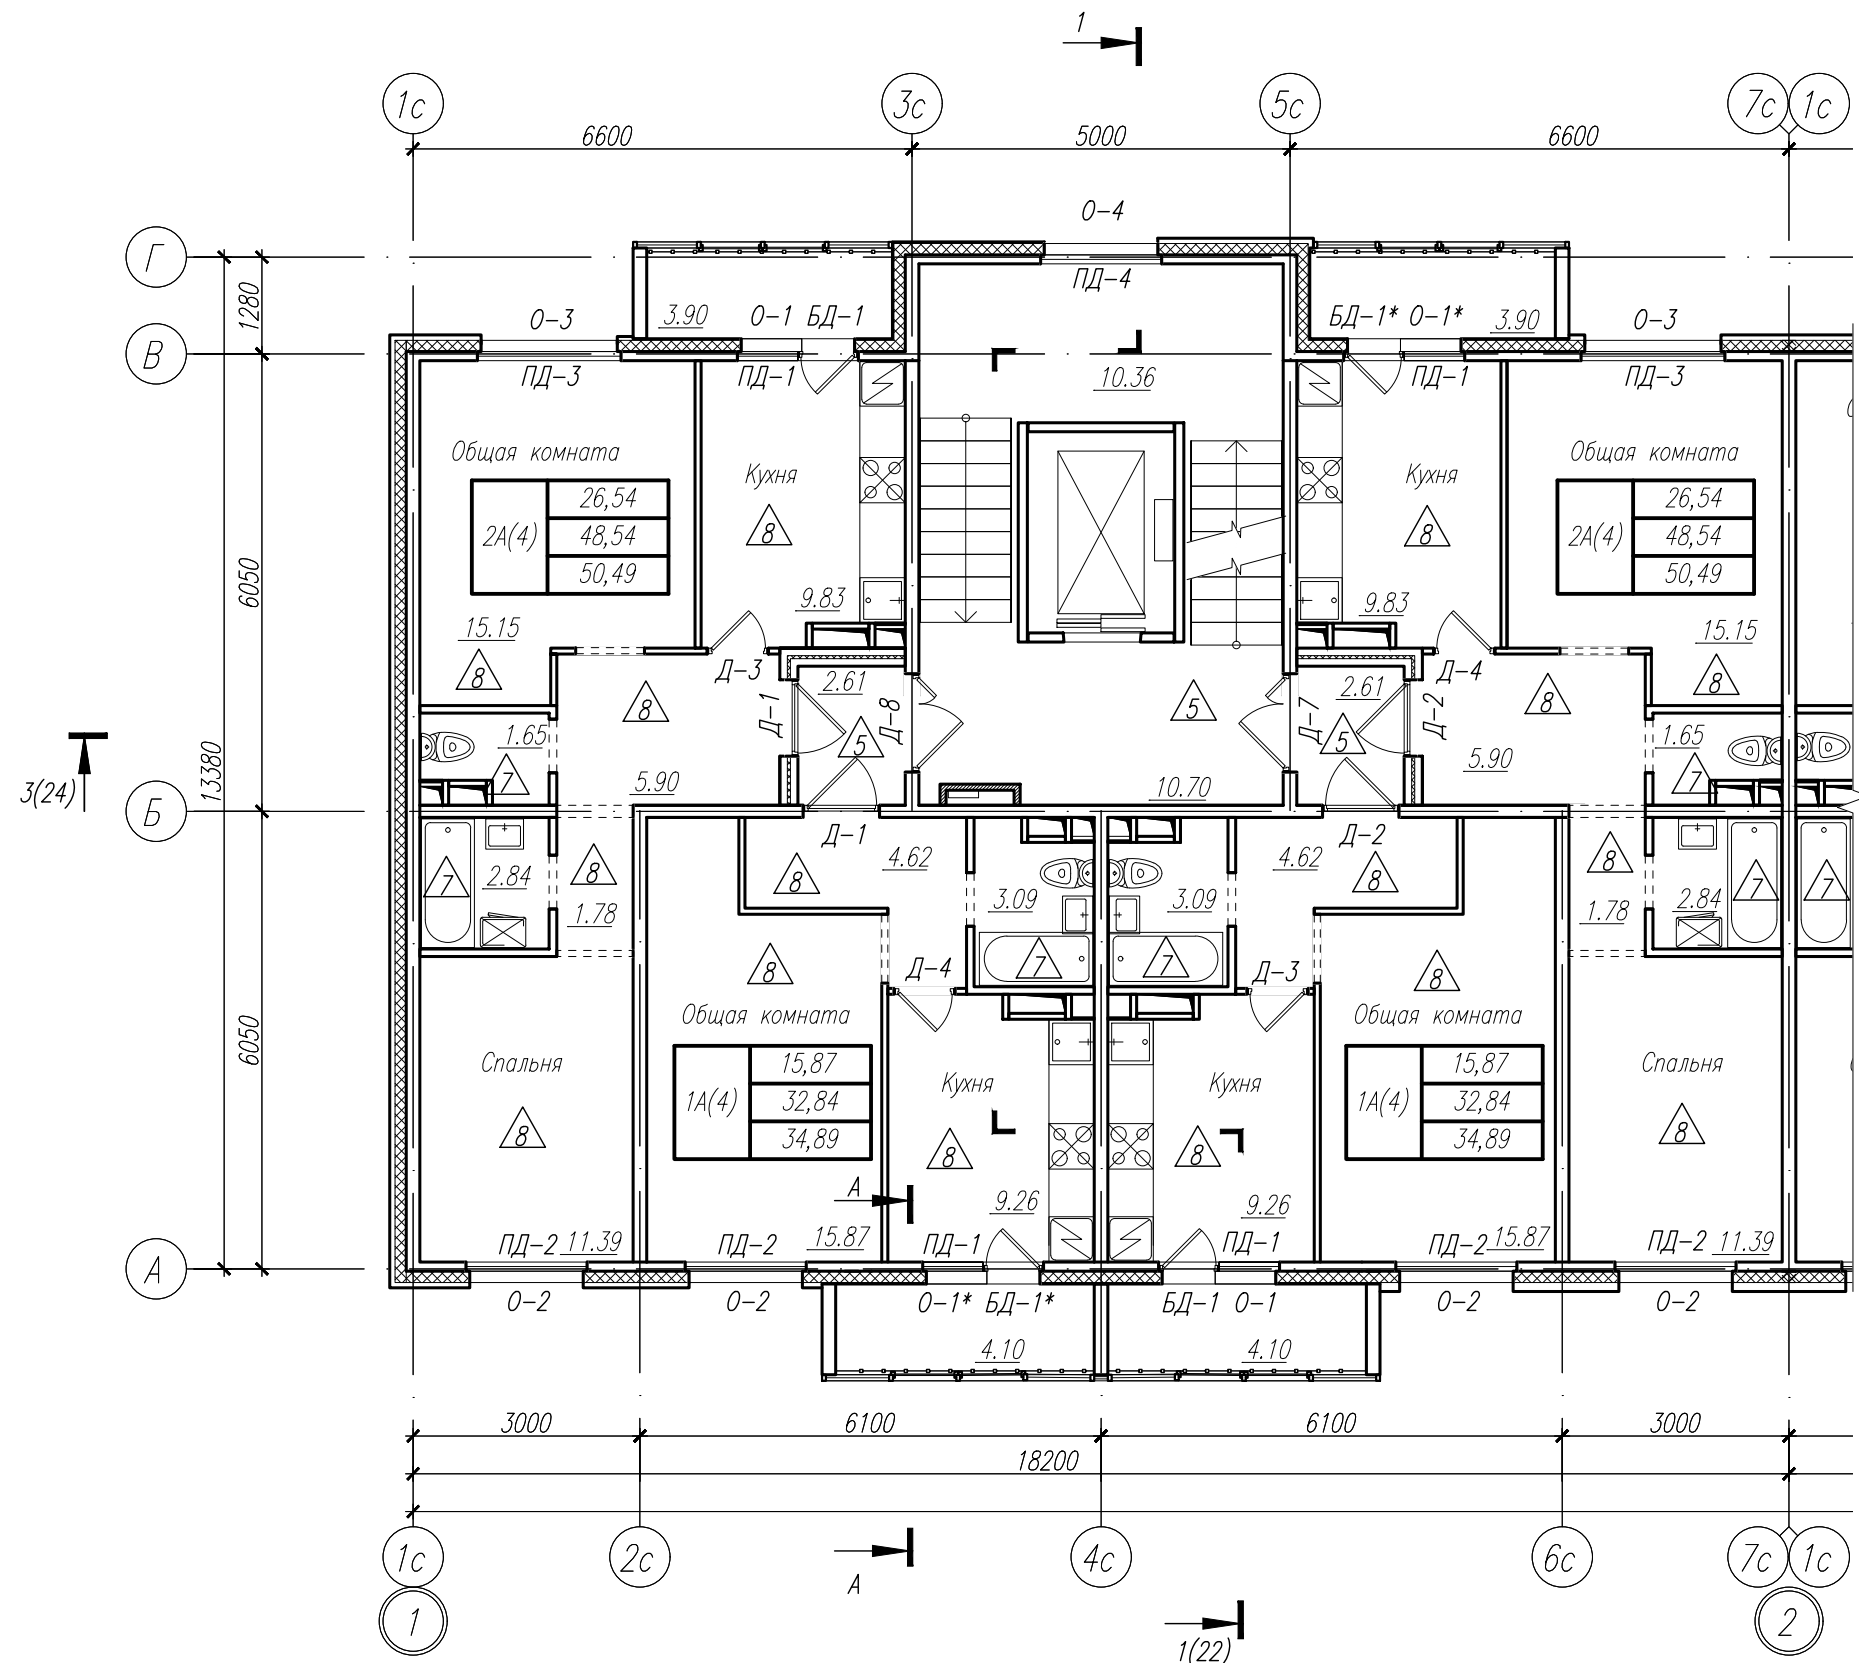 1
1с 3с 5с 7с 1с
6600 5000 6600
О-4
Г
ПД-4
1280
О-3 3.90 О-1 БД-1 БД-1* О-1* 3.90 О-3
В
ПД-3 ПД-1 10.36 ПД-1 ПД-3
Общая комната Кухня Кухня Общая комната
26,54 26,54
2А(4) 48,54 8 8 2А(4) 48,54
50,49 50,49
6050
9.83 9.83
15.15 15.15
8 Д-3 Д-4 8
8 2.61 2.61 8
Д-1 Д-8 5 Д-7 Д-2
5 5
1.65 1.65
3(24) 13380
7 5.90 5.90 7
10.70
Б
Д-1 Д-2
7 2.84 8 8 4.62 4.62 8 8 2.84 7 7
1.78 3.09 3.09 1.78
8 Д-4 7 7 Д-3 8
Общая комната Общая комната
6050
Спальня 15,87 Кухня Кухня 15,87 Спальня
1А(4) 32,84 1А(4) 32,84
8 34,89 8 8 34,89 8
А
9.26 9.26
ПД-2 11.39 ПД-2 15.87 ПД-1 ПД-1 ПД-2 15.87 ПД-2 11.39
А
О-2 О-2 О-1* БД-1* БД-1 О-1 О-2 О-2
4.10 4.10
3000 6100 6100 3000
18200
1с 2с 4с 6с 7с 1с
А
1 2
1(22)